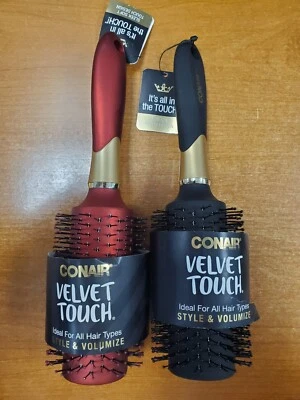 It's all in
the TOUCH!
It's all in
the TOUCH!
CONAIR
CONAIR
VELVET
TOUCH
Ideal For All Hair Types
STYLE & VOLUMIZE
CONAIR
VELVET
TOUCH
Ideal For All Hair Types
STYLE & VOLUMIZE